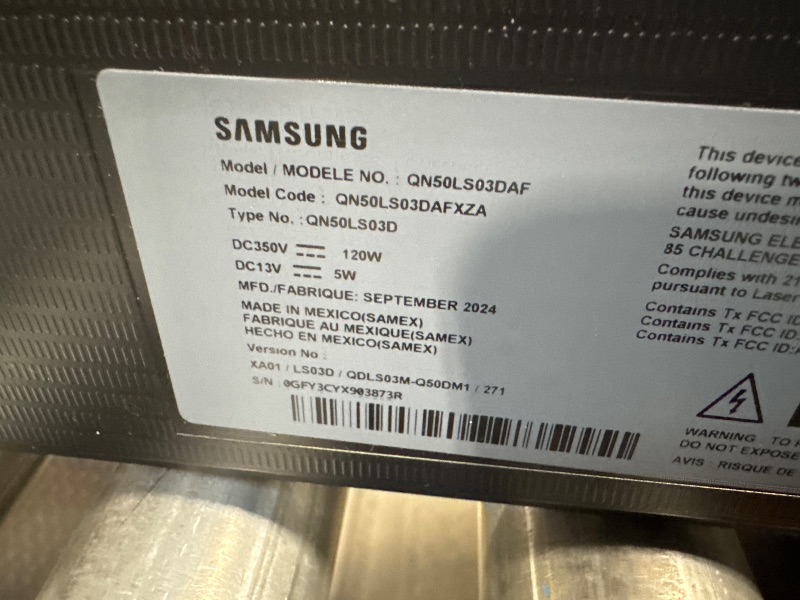 SAMSUNG
Model / MODELE NO. : QN50LS03DAF
Model Code : QN50LS03DAFXZA
Type No. : QN50LS03D
DC350V 120W
DC13V 5W
MFD./FABRIQUE: SEPTEMBER 2024
MADE IN MEXICO(SAMEX)
FABRIQUE AU MEXIQUE(SAMEX)
HECHO EN MEXICO(SAMEX)
Version No :
XA01 / LS03D / QDLS03M-Q50DM1 / 271
S/N : 0GFY3CYX903873R
This device
following tw
this device m
cause undesi
SAMSUNG ELE
85 CHALLENGE
Complies with 21
pursuant to Laser
Contains Tx FCC ID
Contains Tx FCC ID:
Contains Tx FCC ID:
WARNING : TO
DO NOT EXPOSE
AVIS : RISQUE DE